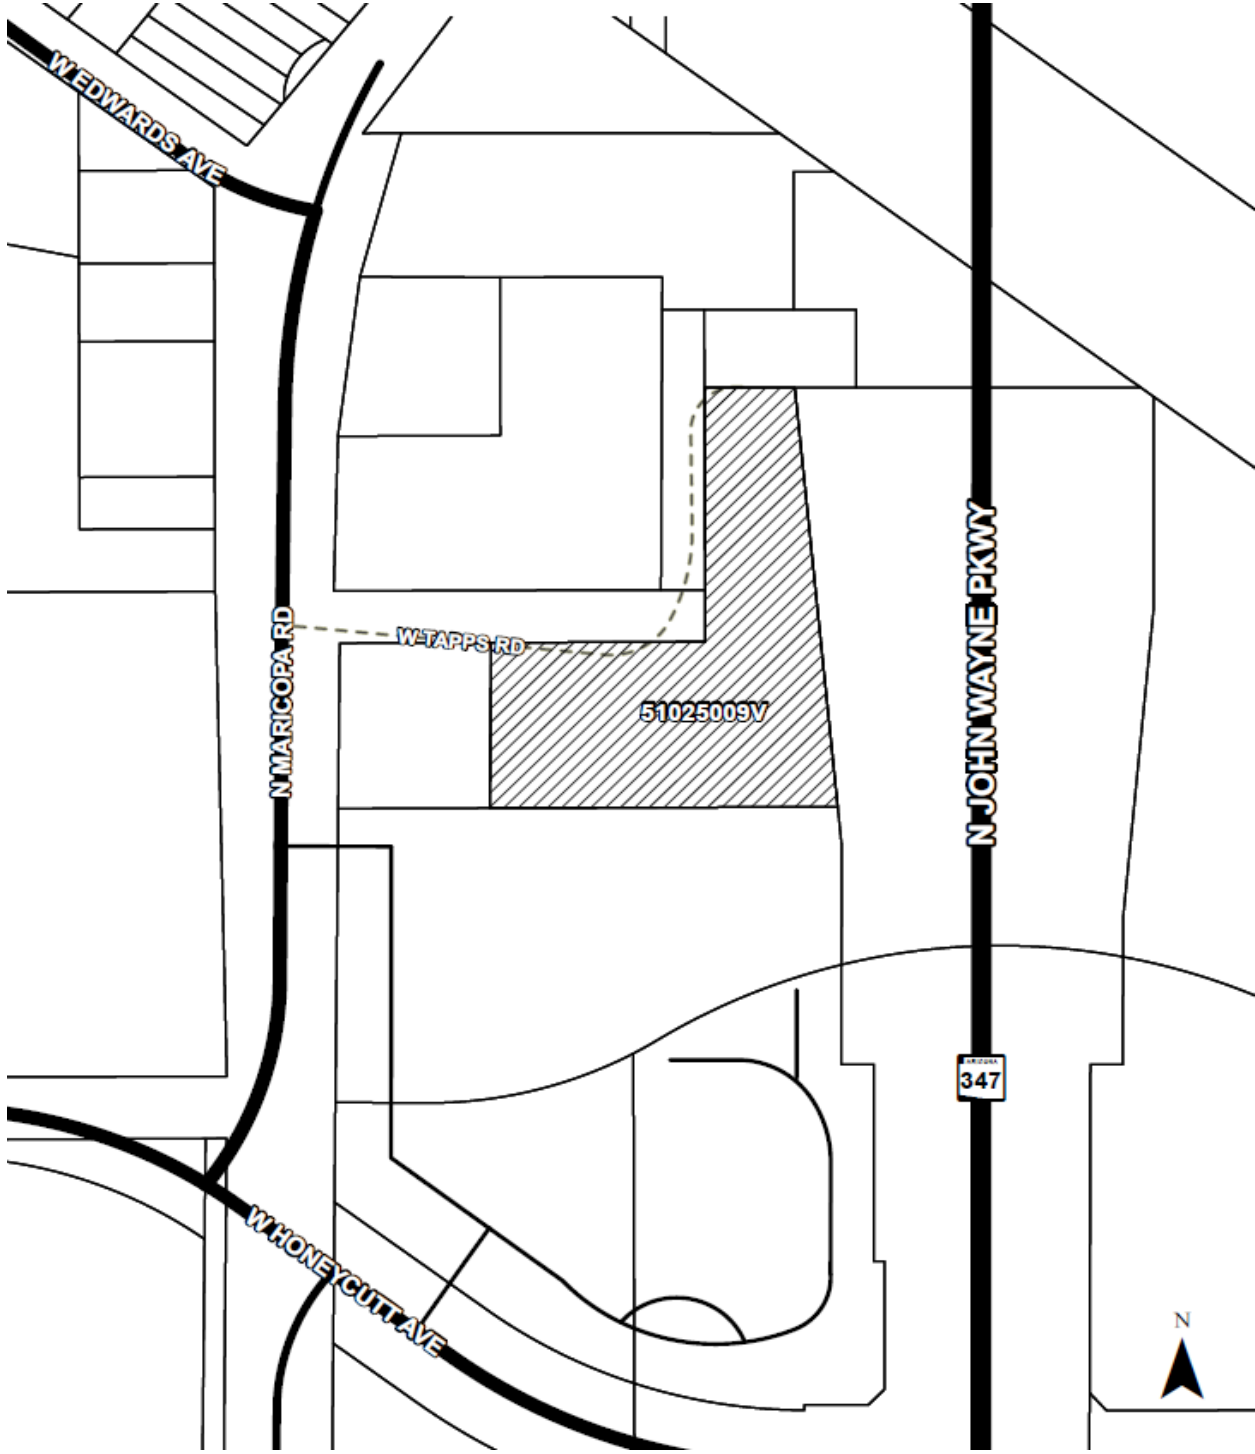 W EDWARDS AVE
N JOHN WAYNE PKWY
N MARICOPA RD
W TAPPS RD
51025009V
ARIZONA
347
W HONEYCUTT AVE
N